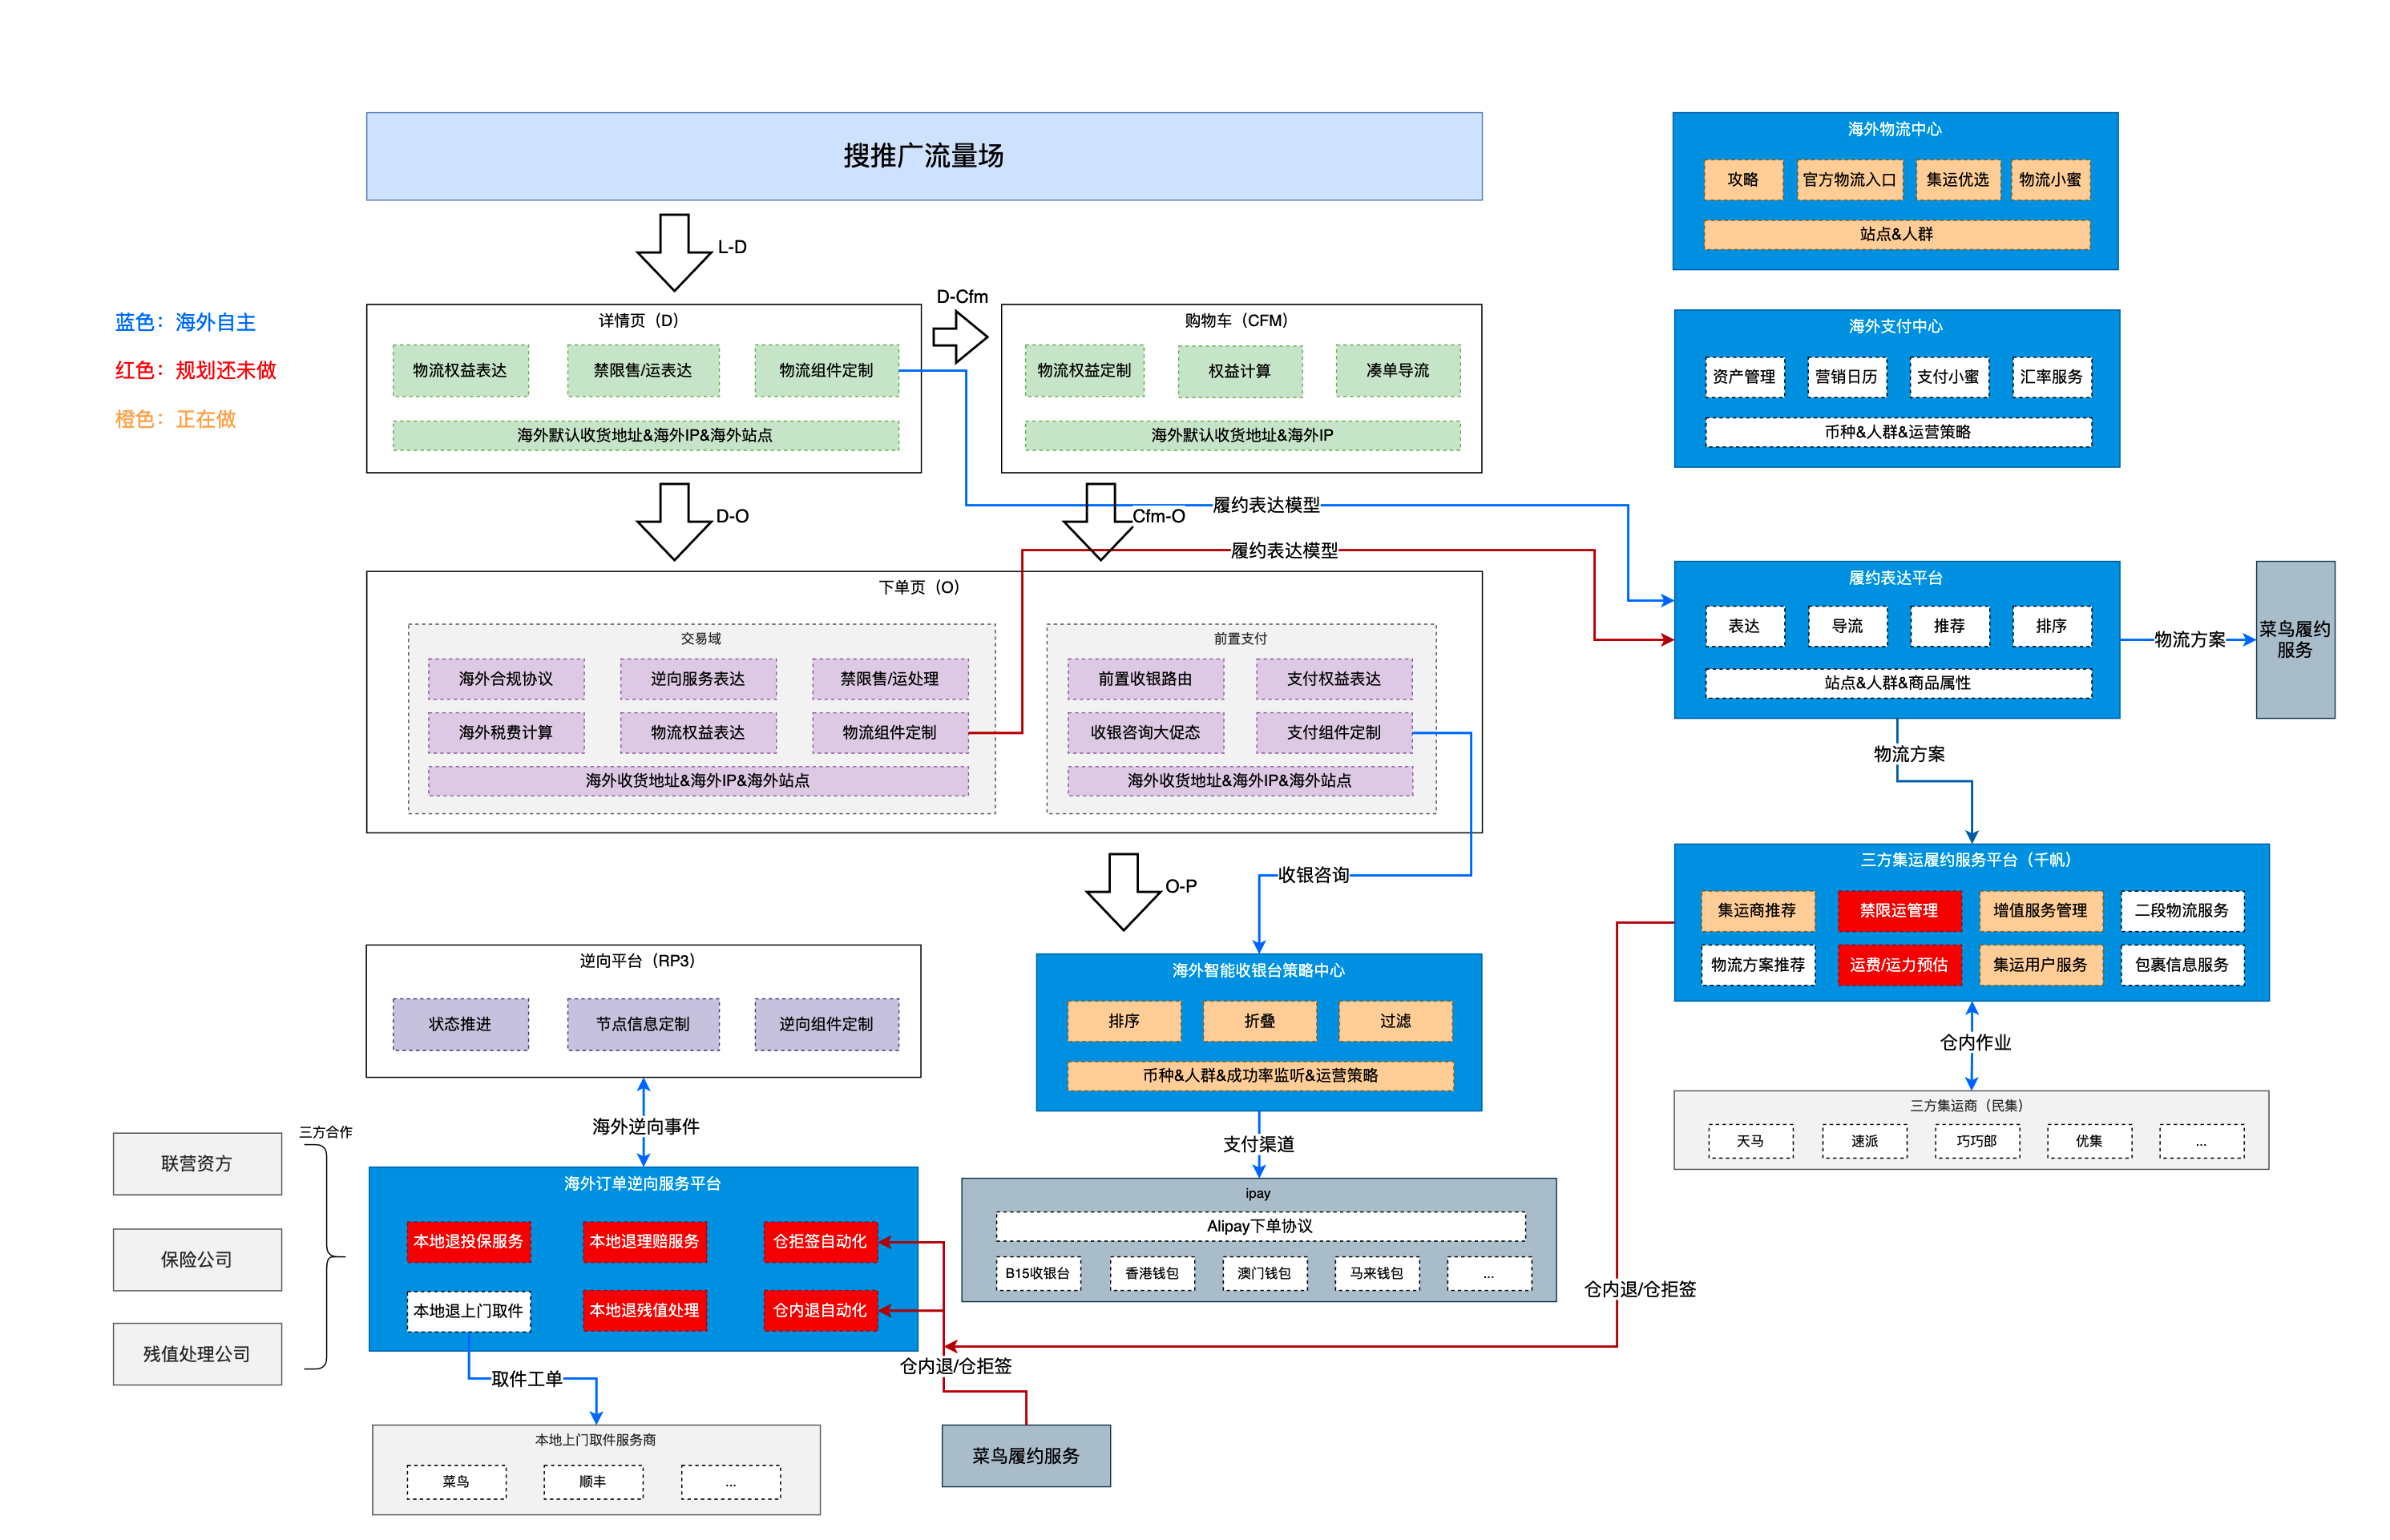 搜推广流量场
L-D
蓝色：海外自主
红色：规划还未做
橙色：正在做
详情页（D）
物流权益表达
禁限售/运表达
物流组件定制
海外默认收货地址&海外IP&海外站点
D-Cfm
购物车（CFM）
物流权益定制
权益计算
凑单导流
海外默认收货地址&海外IP
海外物流中心
攻略
官方物流入口
集运优选
物流小蜜
站点&人群
海外支付中心
资产管理
营销日历
支付小蜜
汇率服务
币种&人群&运营策略
D-O
Cfm-O
履约表达模型
履约表达模型
下单页（O）
交易域
海外合规协议
逆向服务表达
禁限售/运处理
海外税费计算
物流权益表达
物流组件定制
海外收货地址&海外IP&海外站点
前置支付
前置收银路由
支付权益表达
收银咨询大促态
支付组件定制
海外收货地址&海外IP&海外站点
履约表达平台
表达
导流
推荐
排序
站点&人群&商品属性
物流方案
菜鸟履约
服务
物流方案
O-P
收银咨询
三方集运履约服务平台（千帆）
集运商推荐
禁限运管理
增值服务管理
二段物流服务
物流方案推荐
运费/运力预估
集运用户服务
包裹信息服务
仓内作业
三方集运商（民集）
天马
速派
巧巧郎
优集
...
逆向平台（RP3）
状态推进
节点信息定制
逆向组件定制
海外逆向事件
海外智能收银台策略中心
排序
折叠
过滤
币种&人群&成功率监听&运营策略
支付渠道
ipay
Alipay下单协议
B15收银台
香港钱包
澳门钱包
马来钱包
...
三方合作
联营资方
保险公司
残值处理公司
海外订单逆向服务平台
本地退投保服务
本地退理赔服务
仓拒签自动化
本地退上门取件
本地退残值处理
仓内退自动化
仓内退/仓拒签
仓内退/仓拒签
取件工单
本地上门取件服务商
菜鸟
顺丰
...
菜鸟履约服务